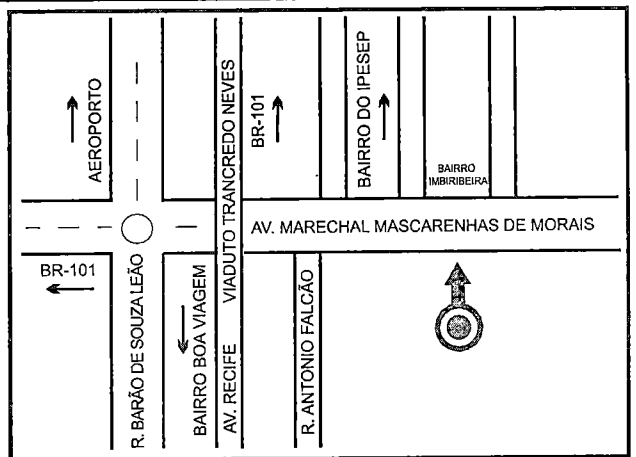 AEROPORTO
VIADUTO TRANCREDO NEVES
BR-101
BAIRRO DO IPESEP
BAIRRO
IMBIRIBEIRA
AV. MARECHAL MASCARENHAS DE MORAIS
BR-101
R. BARÃO DE SOUZA LEÃO
BAIRRO BOA VIAGEM
AV. RECIFE
R. ANTONIO FALCÃO